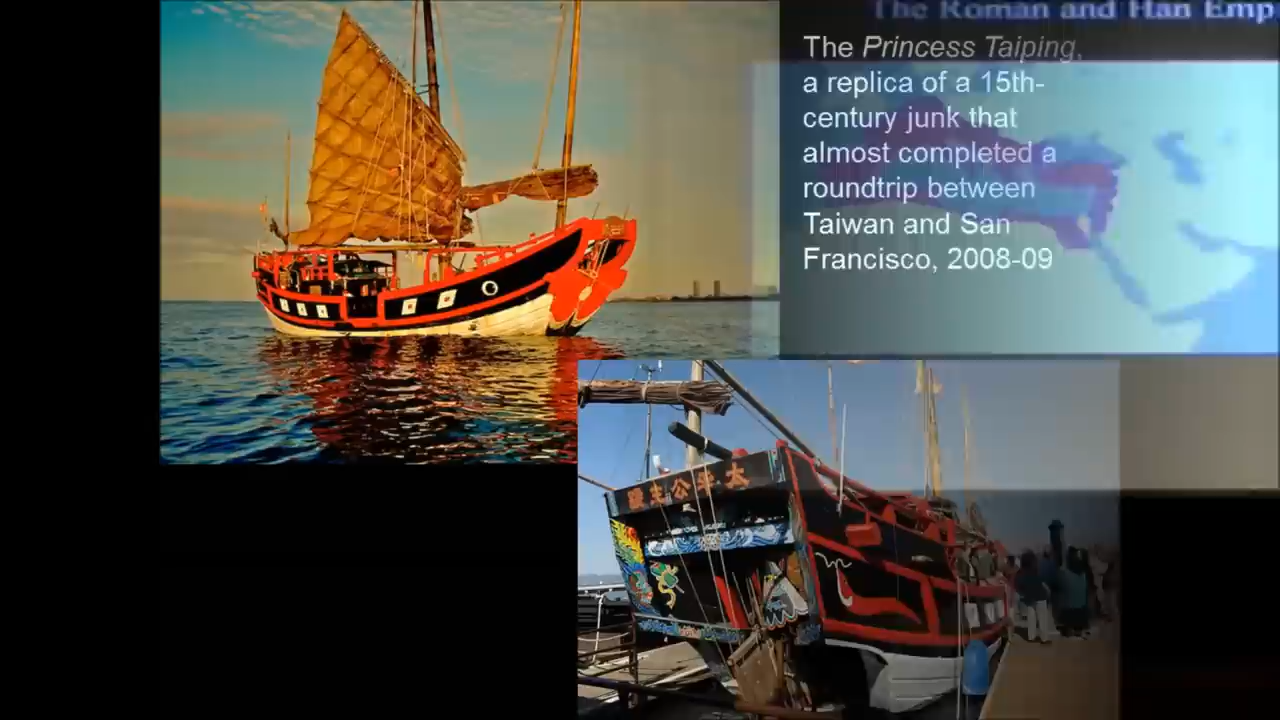 The Roman and Han Emp
The Princess Taiping,
a replica of a 15th-
century junk that
almost completed a
roundtrip between
Taiwan and San
Francisco, 2008-09
號主公平太